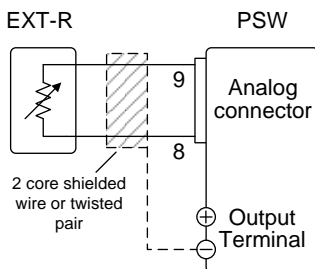 EXT-R
PSW
9
Analog
connector
8
2 core shielded
wire or twisted
pair
+
Output
Terminal
-